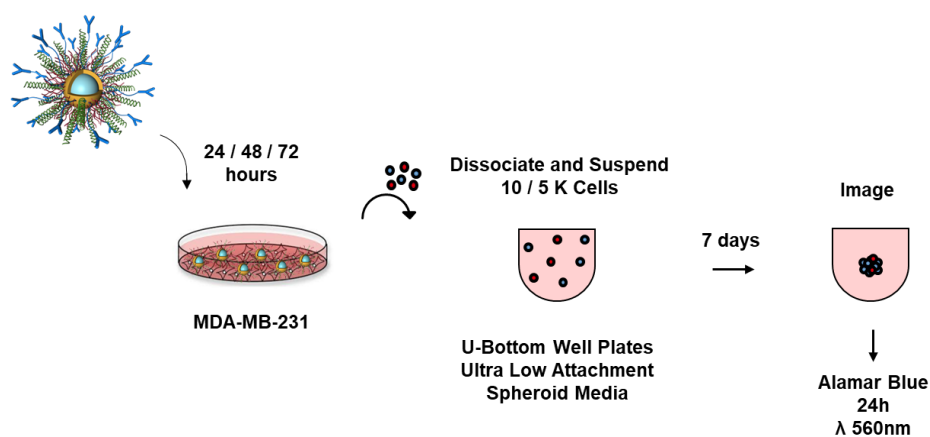 24 / 48 / 72
hours
MDA-MB-231
Dissociate and Suspend
10 / 5 K Cells
U-Bottom Well Plates
Ultra Low Attachment
Spheroid Media
7 days
Image
Alamar Blue
24h
λ 560nm